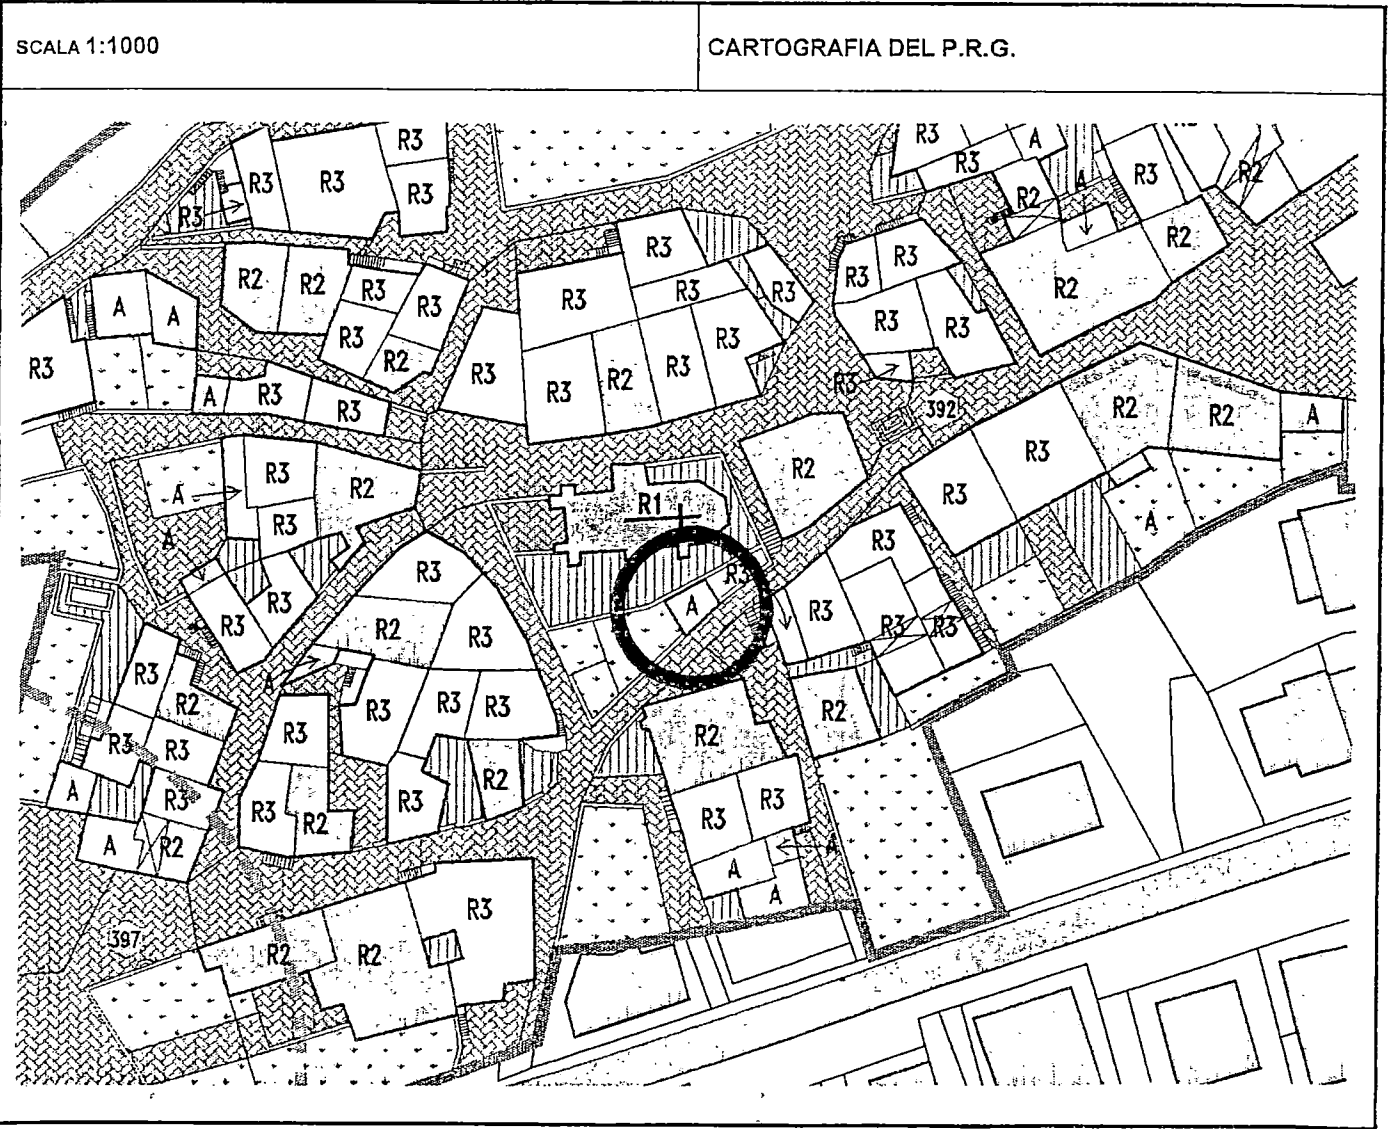 SCALA 1:1000
CARTOGRAFIA DEL P.R.G.
R3
R3 A
R3 R3 R3 R3 R3
R2 A R2
R3 R3 R2
R3 R3 R3
R2 R2 R3 R3 R3 R3 R3 R2
A A R3 R3 R3
R3 R2 R3 R3 R2 R3 R3
A R3 R3 R3 392 R2 R2 A
R3 R2 R2 R3
A R3 R3 R1 R3 A
A R3 R3
R3 R3 R3 R3
R3 R2 R3 A R3 R3 R3
A
R3 R2 R3 R3 R3 R2
R3 R3 R3 R2
A R3 R3 R2 R3 R3
A R2 R3 R2 A
A A
R3
397 R2 R2